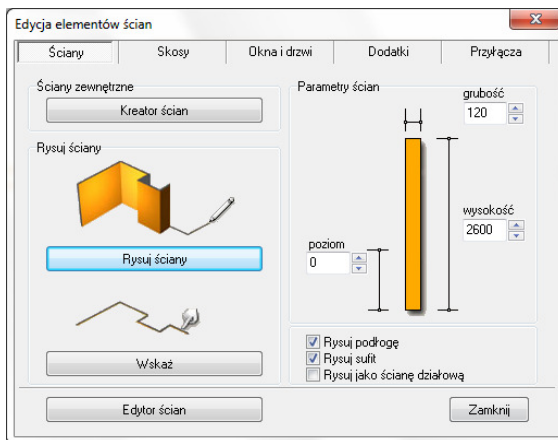 Edycja elementów ścian
Ściany
Skosy
Okna i drzwi
Dodatki
Przyłącza
Ściany zewnętrzne
Kreator ścian
Rysuj ściany
Rysuj ściany
Wskaż
Parametry ścian
grubość
120
wysokość
2600
poziom
0
Rysuj podłogę
Rysuj sufit
Rysuj jako ścianę działową
Edytor ścian
Zamknij